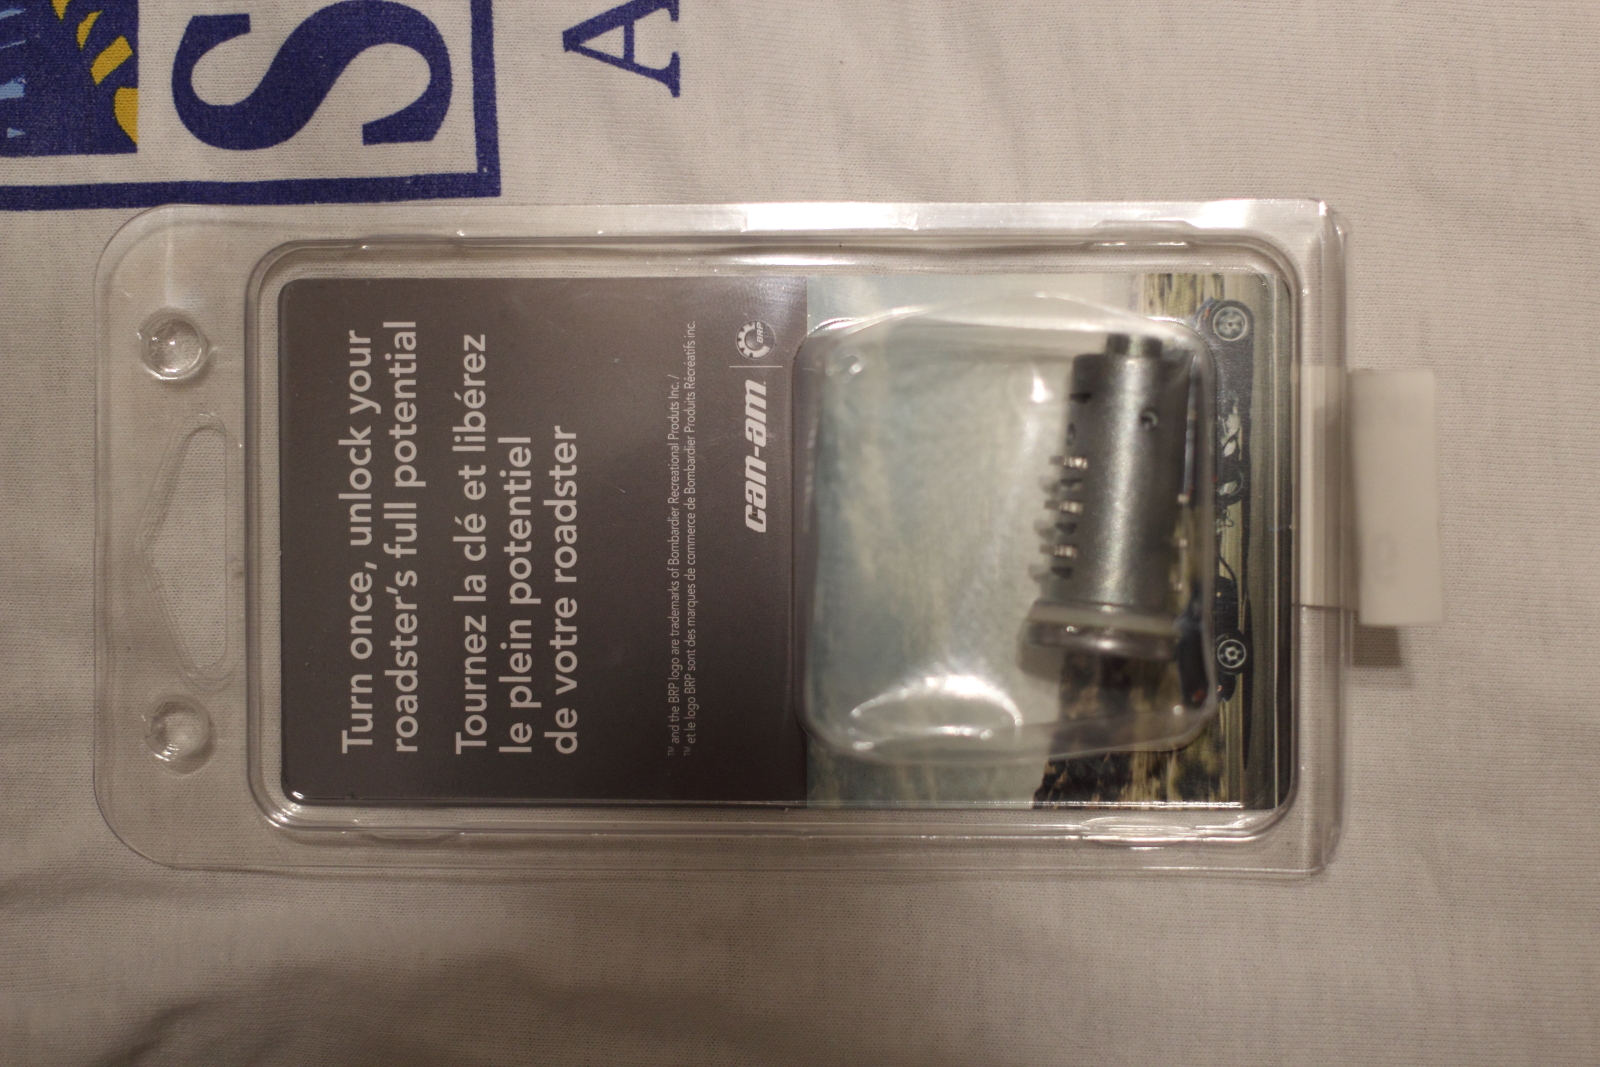 S
A
Turn once, unlock your
roadster's full potential
Tournez la clé et libérez
le plein potentiel
de votre roadster
™ and the BRP logo are trademarks of Bombardier Recreational Produts Inc. /
™ et le logo BRP sont des marques de commerce de Bombardier Produits Récréatifs inc.
can-am BRP